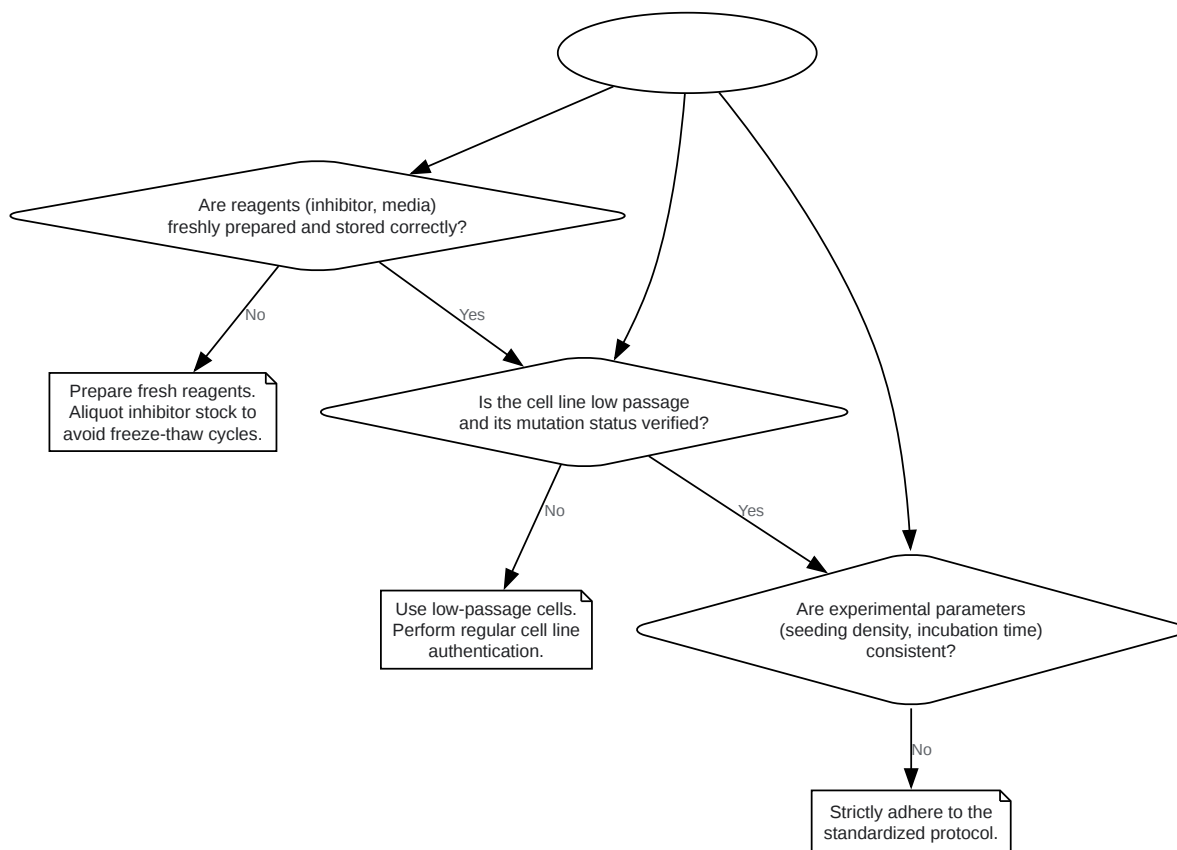 Are reagents (inhibitor, media)
freshly prepared and stored correctly?
No
Yes
Prepare fresh reagents.
Aliquot inhibitor stock to
avoid freeze-thaw cycles.
Is the cell line low passage
and its mutation status verified?
No
Yes
Use low-passage cells.
Perform regular cell line
authentication.
Are experimental parameters
(seeding density, incubation time)
consistent?
No
Strictly adhere to the
standardized protocol.